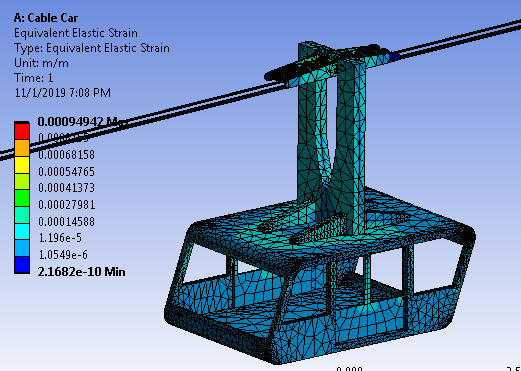 A: Cable Car
Equivalent Elastic Strain
Type: Equivalent Elastic Strain
Unit: m/m
Time: 1
11/1/2019 7:08 PM
0.00094942
0.00068158
0.00054765
0.00041373
0.00027981
0.00014588
1.196e-5
1.0549e-6
2.1682e-10 Min
0.000